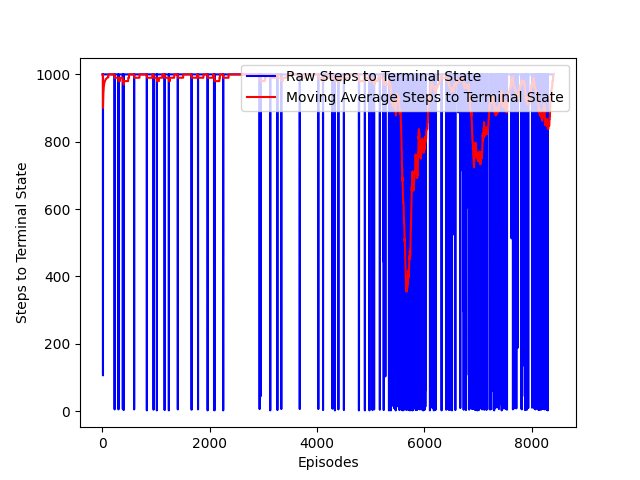 Raw Steps to Terminal State
Moving Average Steps to Terminal State
1000
800
600
400
200
0
Steps to Terminal State
0 2000 4000 6000 8000
Episodes